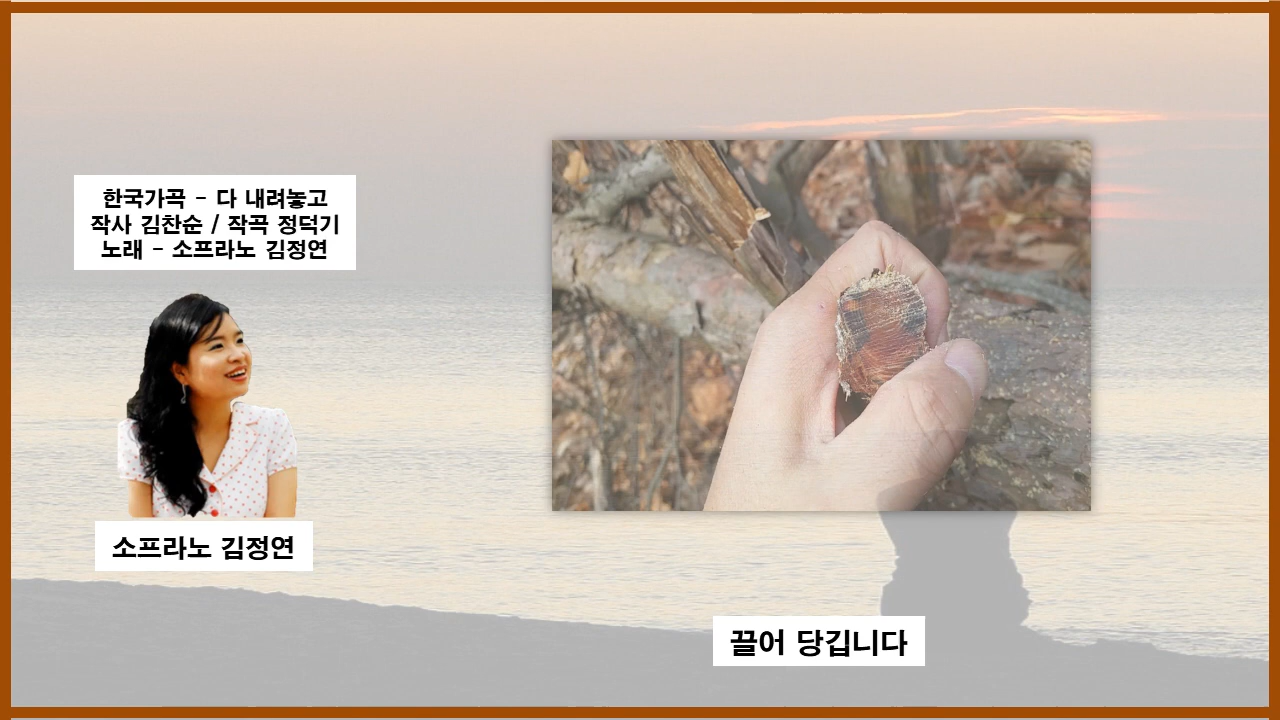 한국가곡 - 다 내려놓고
작사 김찬순 / 작곡 정덕기
노래 - 소프라노 김정연
소프라노 김정연
끌어 당깁니다